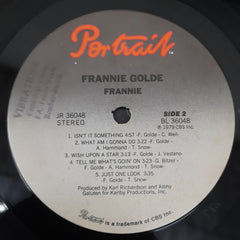 Portrait
FRANNIE GOLDE
FRANNIE
JR 36048
STEREO
SIDE 2
BL 36048
℗ 1979 CBS Inc.
1. ISN'T IT SOMETHING 4:57 - F. Golde - C. Rieh
2. WHAT AM I GONNA DO 3:22 - F. Golde -
A. Hammond - T. Snow
3. WISH UPON A STAR 3:13 - F. Golde - J. Vastano
4. TELL ME WHAT'S GOIN' ON 3:23 - G. Bitzer -
F. Golde - A. Hammond - T. Snow
5. JUST ONE LOOK 3:35
F. Golde - T. Snow
Produced by Karl Richardson and Albhy
Galuten for Karlby Productions, Inc.
Portrait is a trademark of CBS Inc.